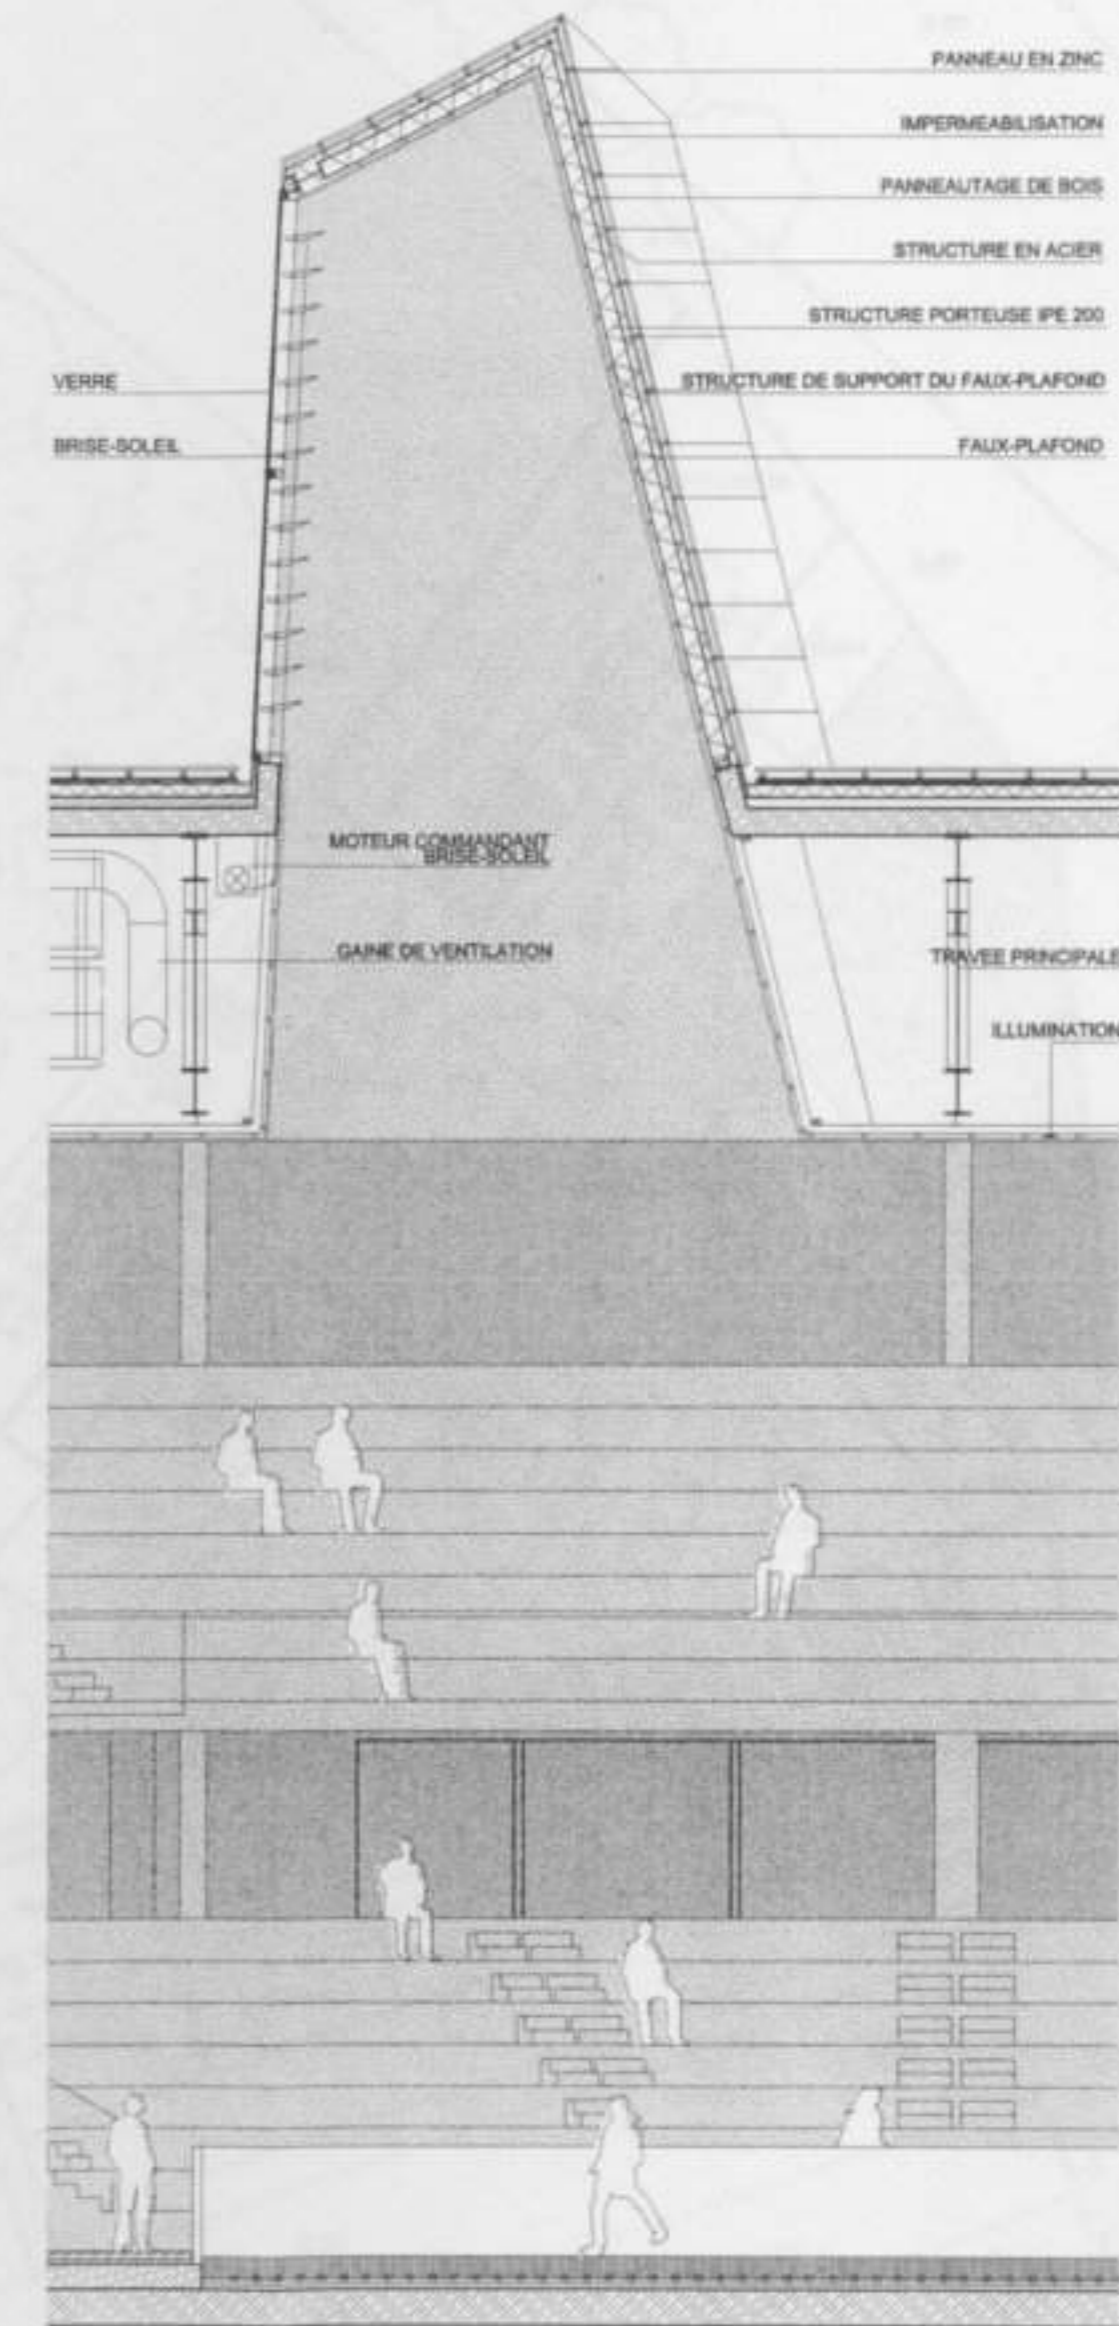 PANNEAU EN ZINC
IMPERMEABILISATION
PANNEAUTAGE DE BOIS
STRUCTURE EN ACIER
STRUCTURE PORTEUSE IPE 200
VERRE
STRUCTURE DE SUPPORT DU FAUX-PLAFOND
BRISE-SOLEIL
FAUX-PLAFOND
MOTEUR COMMANDANT
BRISE-SOLEIL
GAINE DE VENTILATION
TRAVEE PRINCIPALE
ILLUMINATION